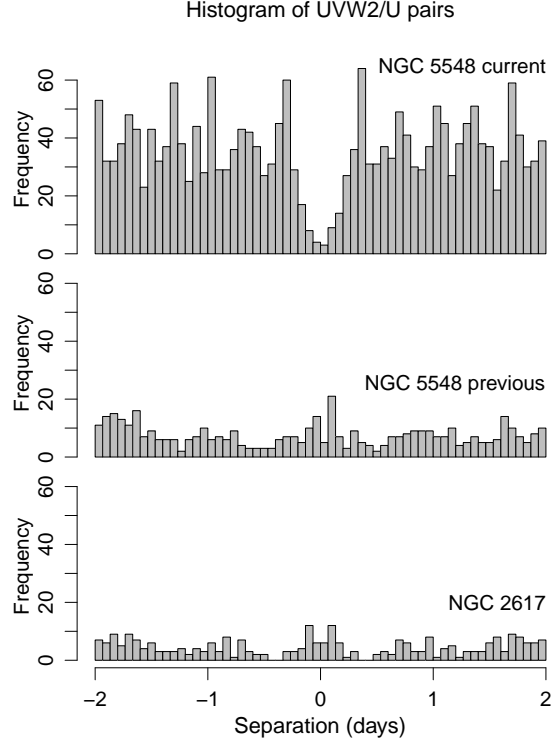 Histogram of UVW2/U pairs
NGC 5548 current
Frequency
0 20 40 60
NGC 5548 previous
Frequency
0 20 40 60
NGC 2617
Frequency
0 20 40 60
−2 −1 0 1 2
Separation (days)